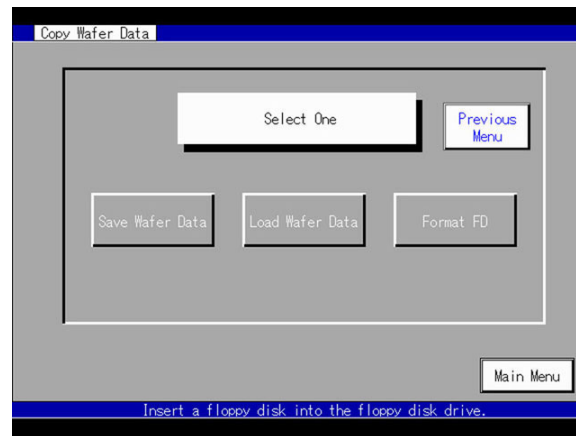 Copy Wafer Data
Select One
Previous
Menu
Save Wafer Data
Load Wafer Data
Format FD
Main Menu
Insert a floppy disk into the floppy disk drive.